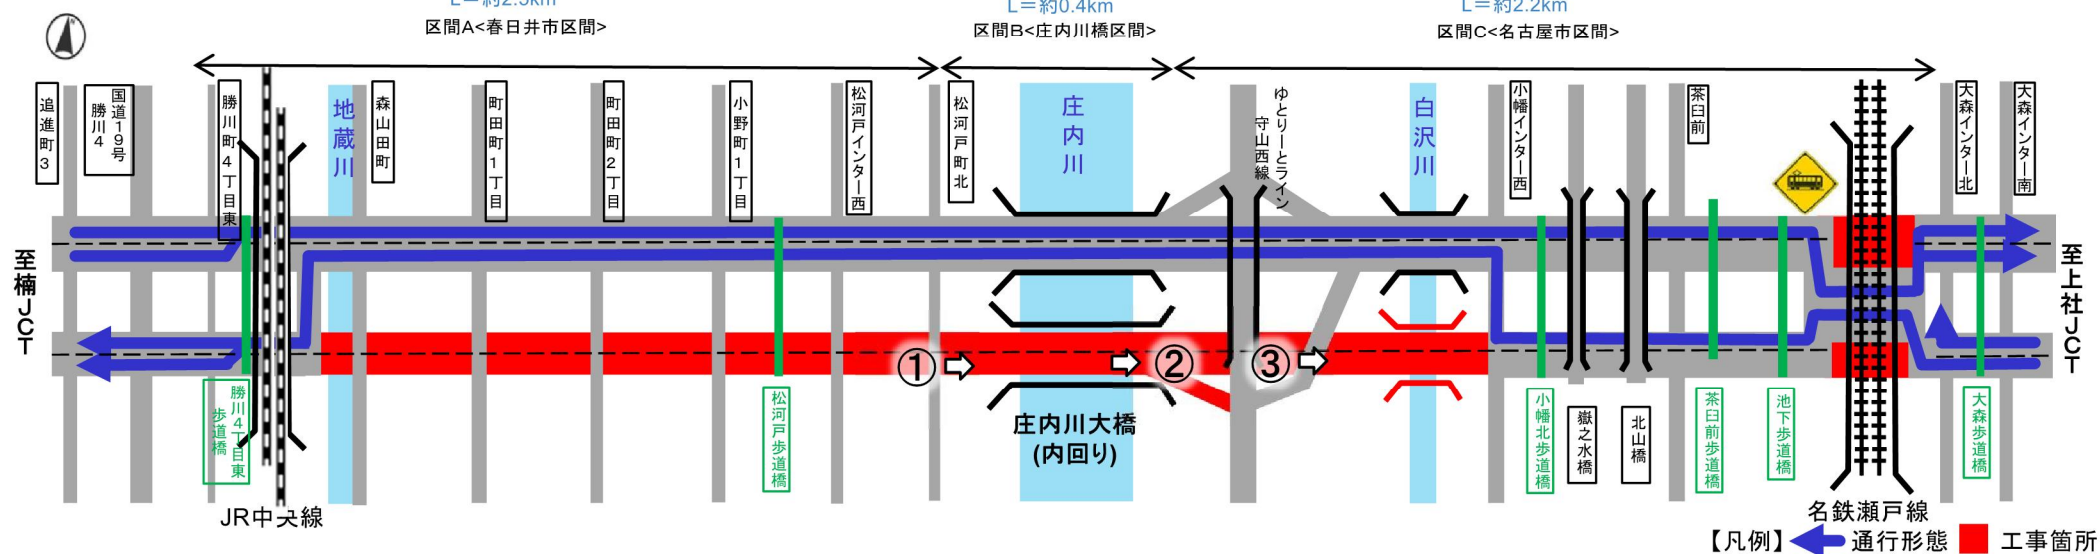 L=約2.5km
L=約0.4km
L=約2.2km
区間A<春日井市区間>
区間B<庄内川橋区間>
区間C<名古屋市区間>
追進町3
国道19号
勝川4
勝川町4丁目東
地蔵川
森山田町
町田町1丁目
町田町2丁目
小野町1丁目
松河戸インター西
松河戸町北
庄内川
ゆとりーとライン
守山西線
白沢川
小幡インター西
茶臼前
大森インター北
大森インター南
至楠JCT
至上社JCT
①
②
③
勝川4丁目東
歩道橋
松河戸歩道橋
庄内川大橋
(内回り)
小幡北歩道橋
嶽之水橋
北山橋
茶臼前歩道橋
池下歩道橋
大森歩道橋
JR中央線
名鉄瀬戸線
【凡例】 通行形態 工事箇所